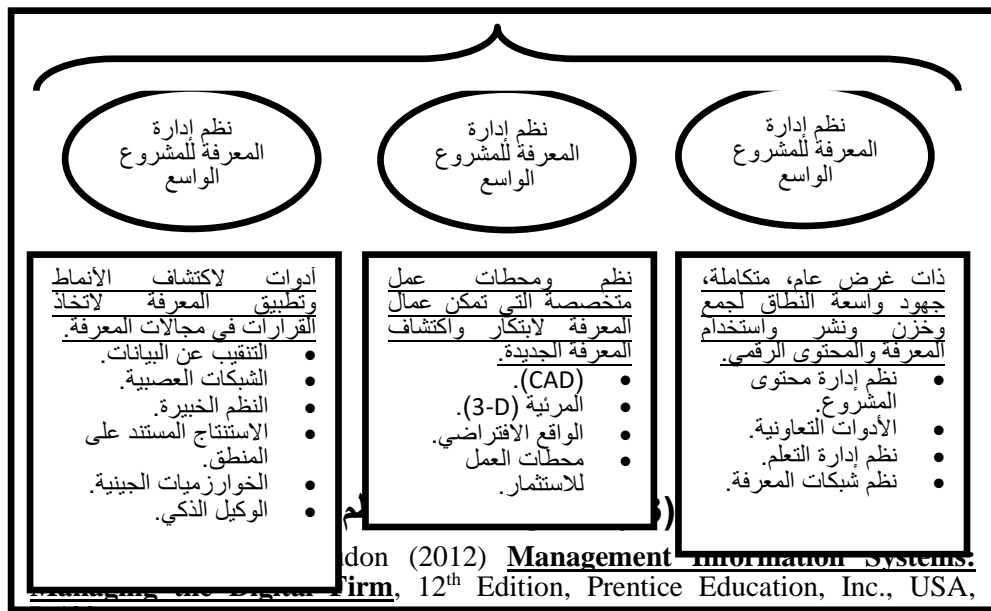 نظم إدارة
المعرفة للمشروع
الواسع
نظم إدارة
المعرفة للمشروع
الواسع
نظم إدارة
المعرفة للمشروع
الواسع
ذات غرض عام، متكاملة،
جهود واسعة النطاق لجمع
وخزن ونشر واستخدام
المعرفة والمحتوى الرقمي.
• نظم إدارة محتوى
المشروع.
• الأدوات التعاونية.
• نظم إدارة التعلم.
• نظم شبكات المعرفة.
نظم ومحطات عمل
متخصصة التي تمكن عمال
المعرفة لابتكار واكتشاف
المعرفة الجديدة.
• (CAD).
• المرئية (3-D).
• الواقع الافتراضي.
• محطات العمل
للاستثمار.
أدوات لاكتشاف الأنماط
وتطبيق المعرفة لاتخاذ
القرارات في مجالات المعرفة.
• التنقيب عن البيانات.
• الشبكات العصبية.
• النظم الخبيرة.
• الاستنتاج المستند على
المنطق.
• الخوارزميات الجينية.
• الوكيل الذكي.
(2012) Management Information Systems:
Managing the Digital Firm, 12th Edition, Prentice Education, Inc., USA,